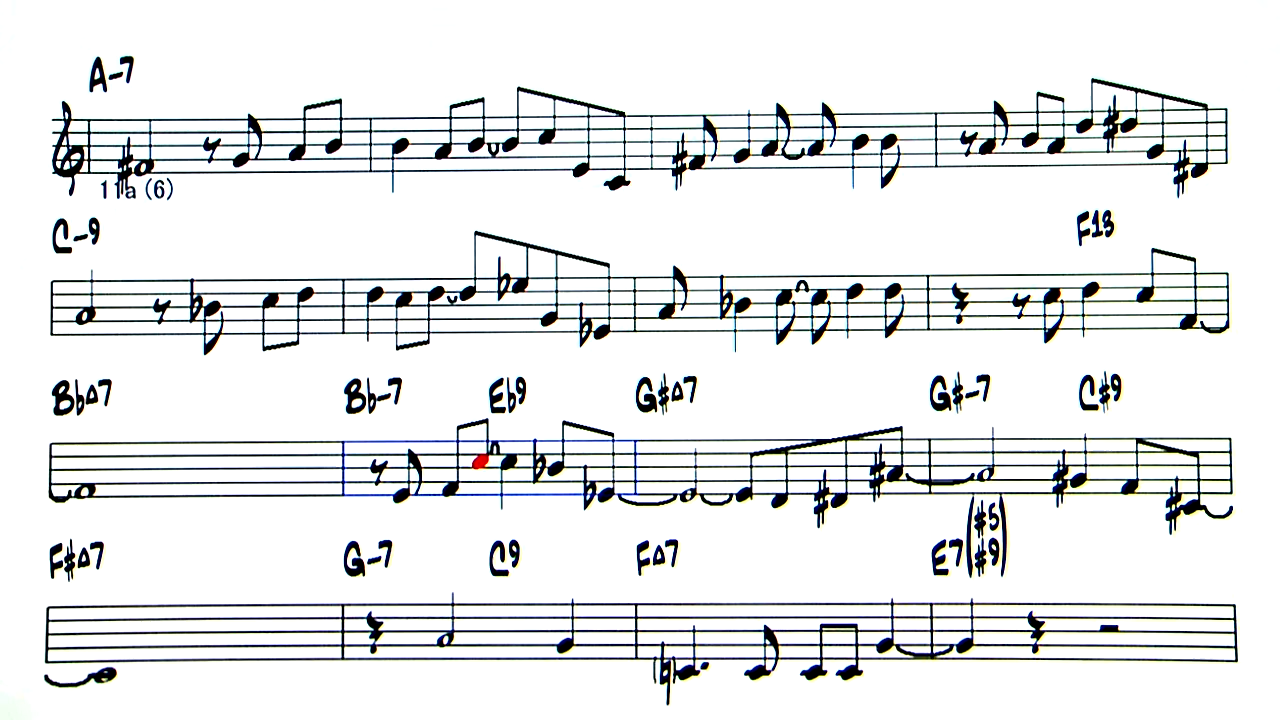 A-7
11a (6)
C-9 F13
Bb△7 Bb-7 Eb9 G#△7 G#-7 C#9
F#△7 G-7 C9 F△7 E7(#5 #9)